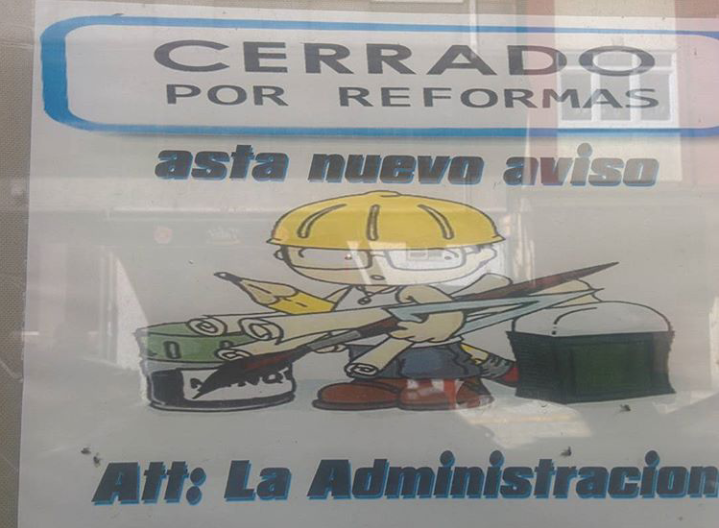 CERRADO
POR REFORMAS
asta nuevo aviso
Att: La Administracion